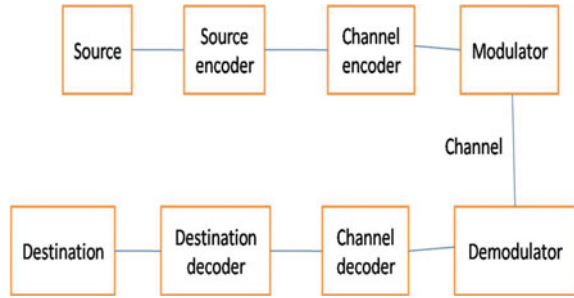 Source
Source
encoder
Channel
encoder
Modulator
Channel
Destination
Destination
decoder
Channel
decoder
Demodulator